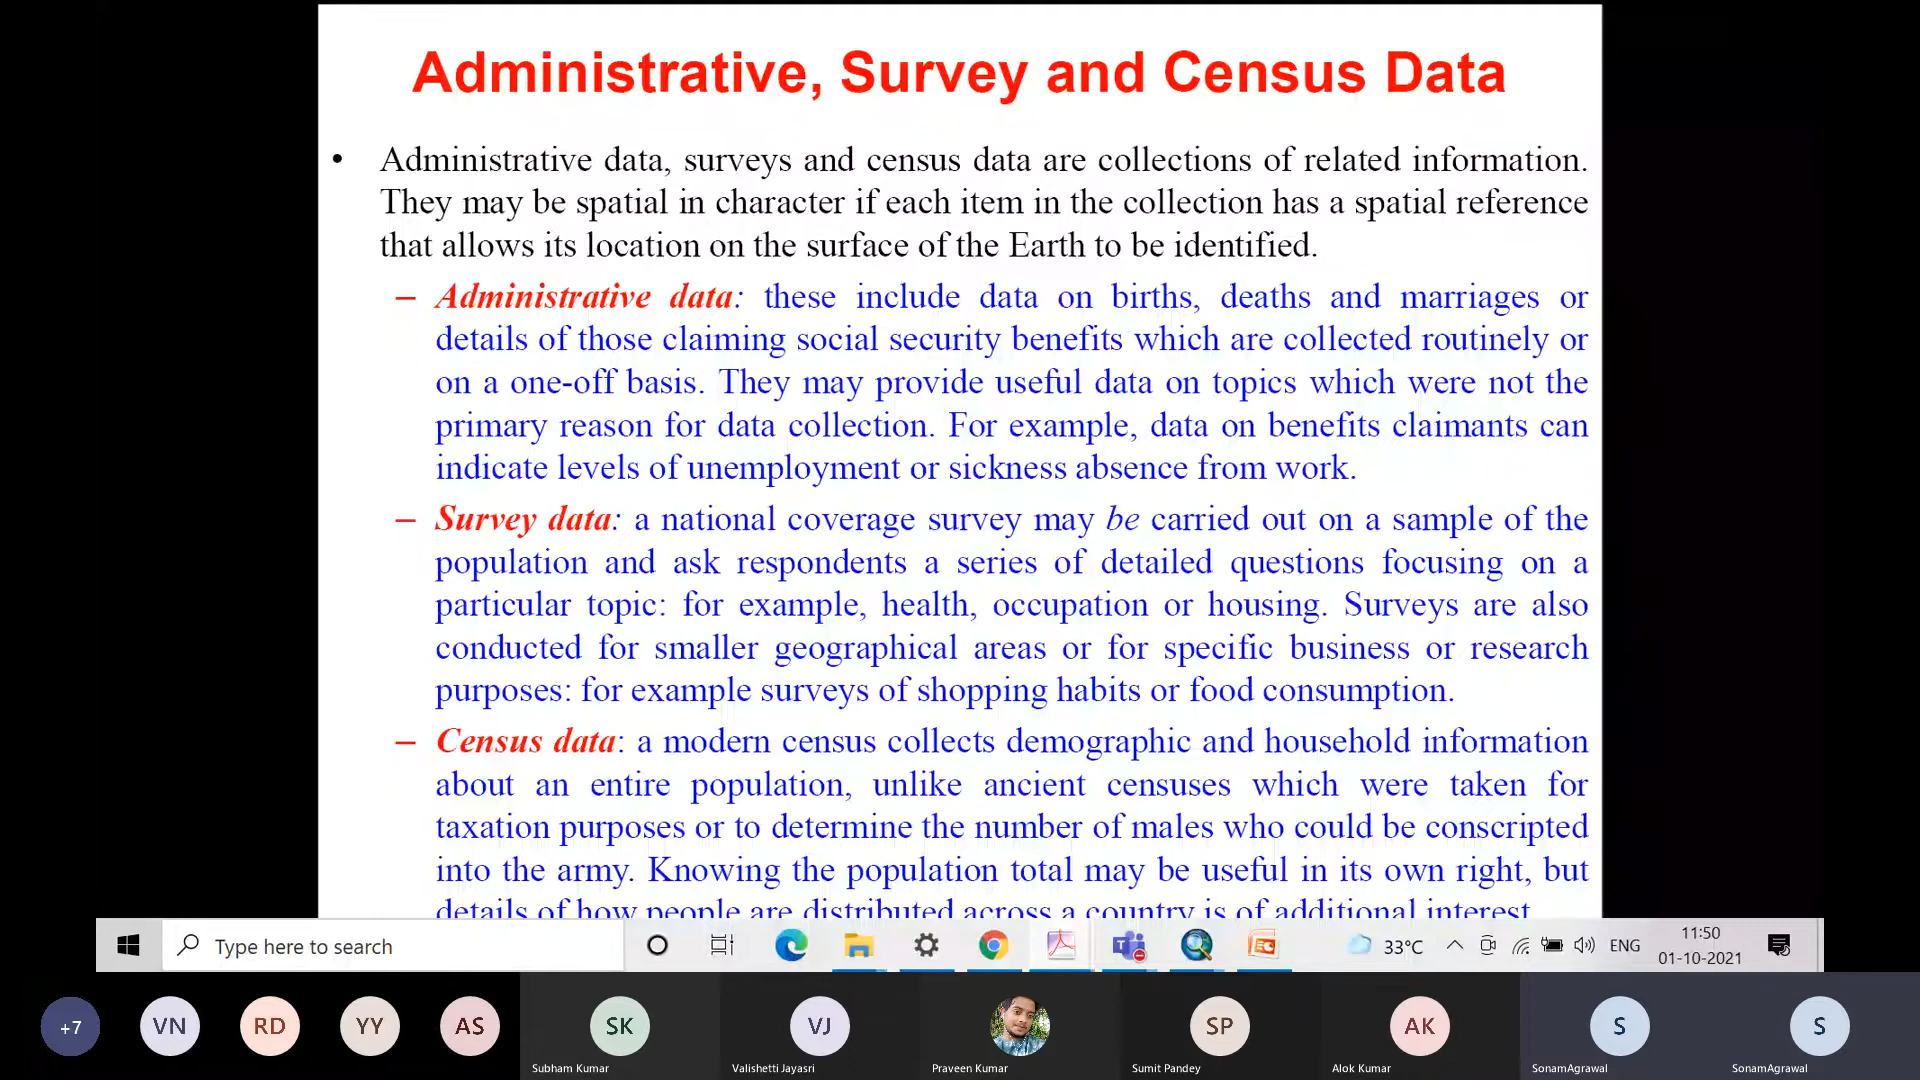 Administrative, Survey and Census Data
• Administrative data, surveys and census data are collections of related information.
They may be spatial in character if each item in the collection has a spatial reference
that allows its location on the surface of the Earth to be identified.
– Administrative data: these include data on births, deaths and marriages or
details of those claiming social security benefits which are collected routinely or
on a one-off basis. They may provide useful data on topics which were not the
primary reason for data collection. For example, data on benefits claimants can
indicate levels of unemployment or sickness absence from work.
– Survey data: a national coverage survey may be carried out on a sample of the
population and ask respondents a series of detailed questions focusing on a
particular topic: for example, health, occupation or housing. Surveys are also
conducted for smaller geographical areas or for specific business or research
purposes: for example surveys of shopping habits or food consumption.
– Census data: a modern census collects demographic and household information
about an entire population, unlike ancient censuses which were taken for
taxation purposes or to determine the number of males who could be conscripted
into the army. Knowing the population total may be useful in its own right, but
details of how people are distributed across a country is of additional interest.
Type here to search
33°C
ENG
11:50
01-10-2021
+7
VN
RD
YY
AS
SK
VJ
SP
AK
S
S
Subham Kumar
Valishetti Jayasri
Praveen Kumar
Sumit Pandey
Alok Kumar
SonamAgrawal
SonamAgrawal